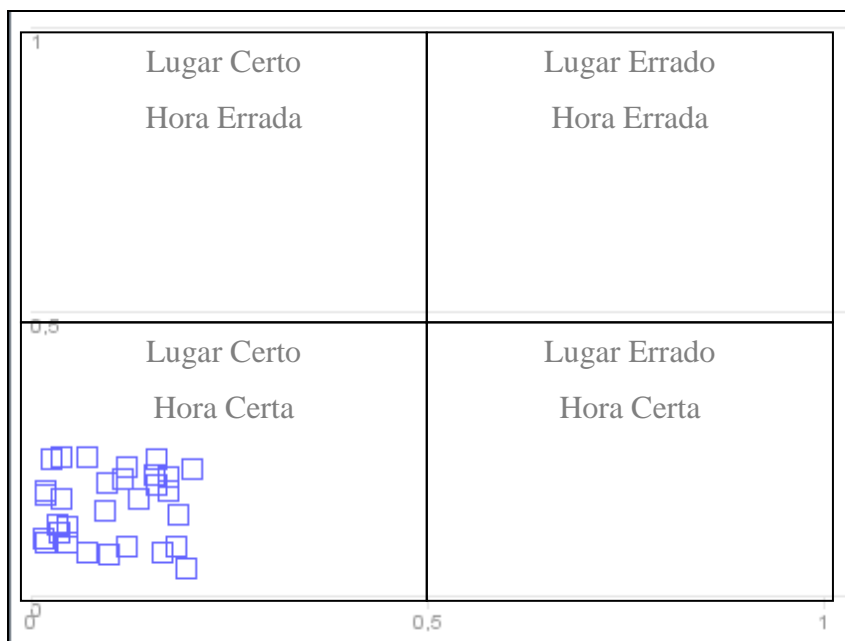 1
Lugar Certo
Hora Errada
Lugar Errado
Hora Errada
0,5
Lugar Certo
Hora Certa
Lugar Errado
Hora Certa
0
0
0,5
1